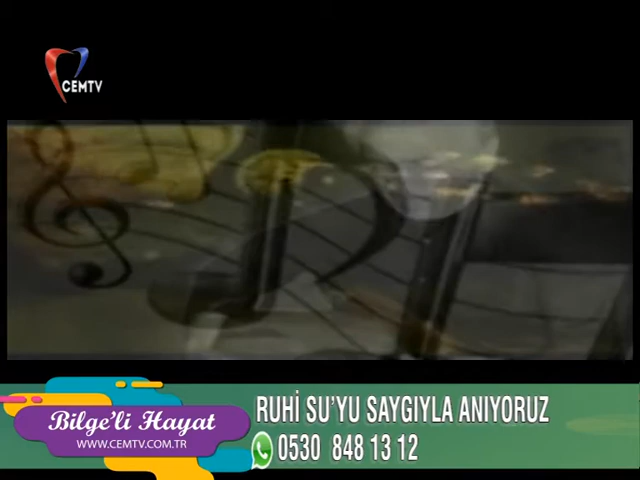 CEMTV
RUHİ SU'YU SAYGIYLA ANIYORUZ
Bilge'li Hayat
WWW.CEMTV.COM.TR
0530 848 13 12